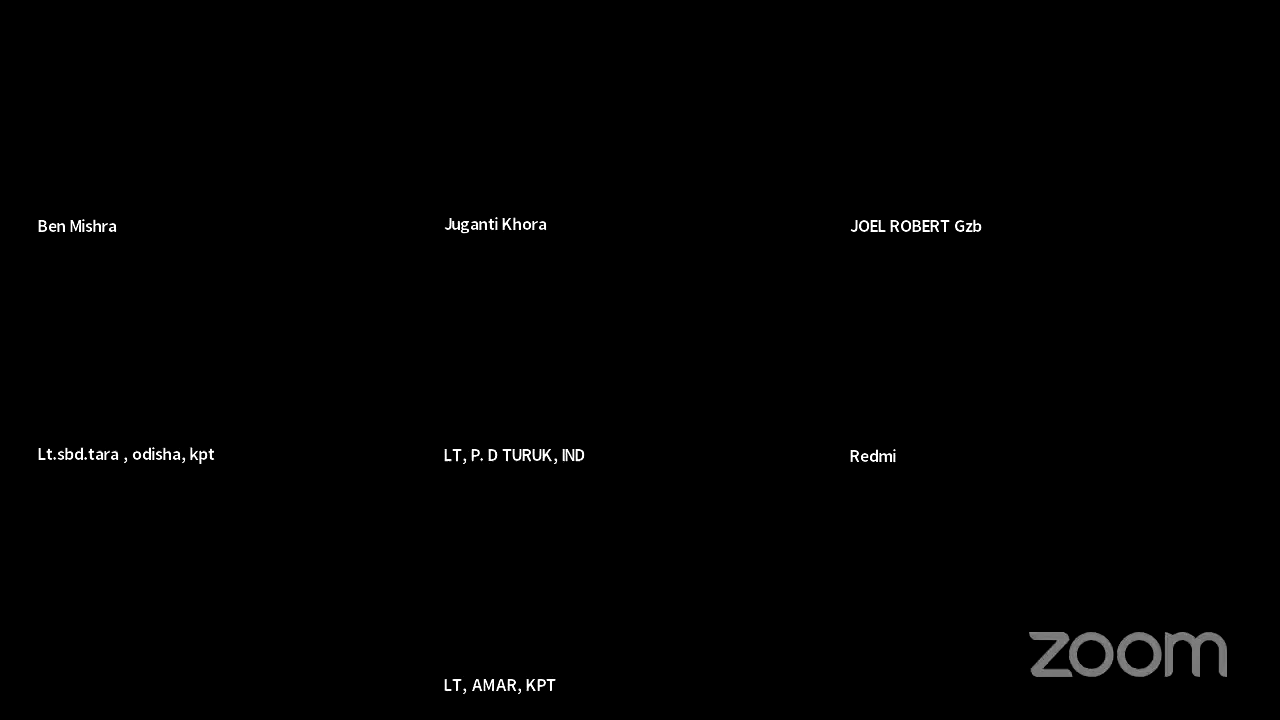 Ben Mishra
Juganti Khora
JOEL ROBERT Gzb
Lt.sbd.tara , odisha, kpt
LT, P. D TURUK, IND
Redmi
zoom
LT, AMAR, KPT